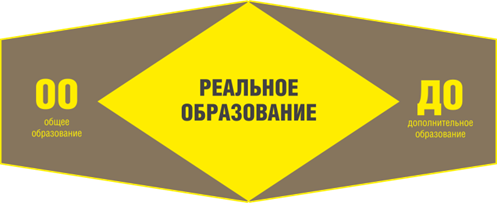 ОО
общее
образование
РЕАЛЬНОЕ
ОБРАЗОВАНИЕ
ДО
дополнительное
образование